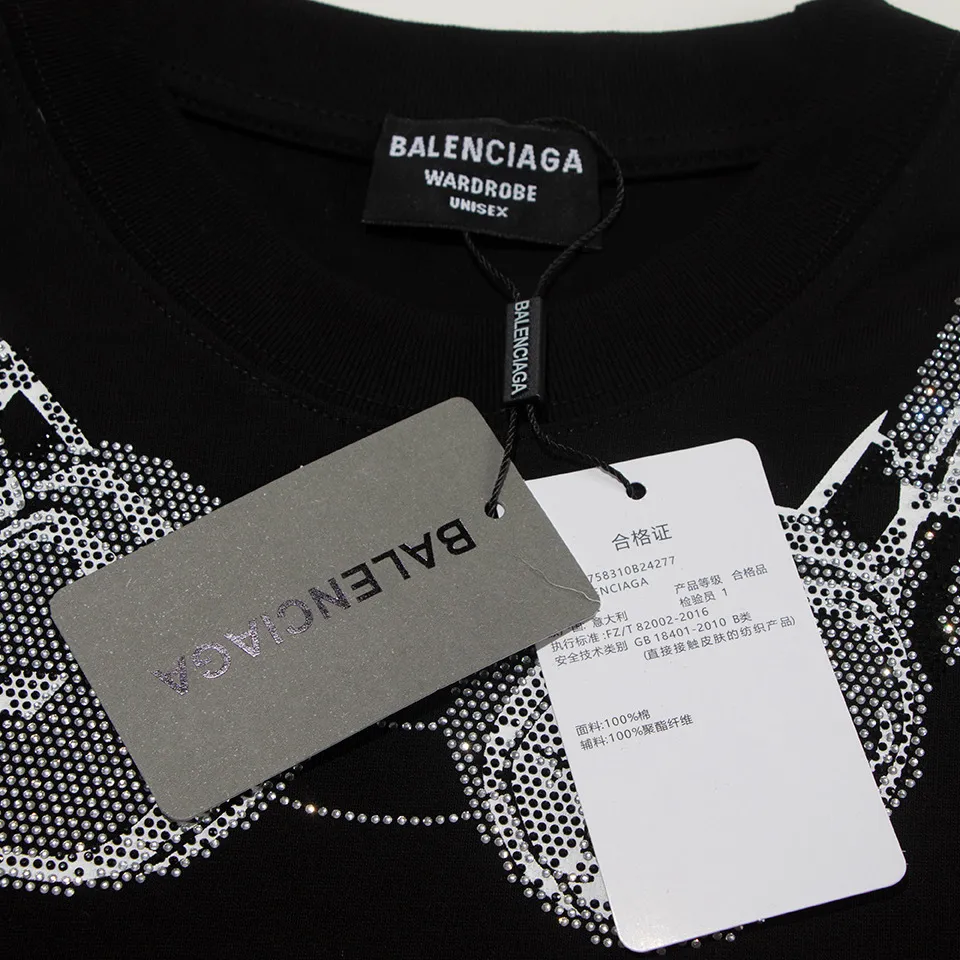 BALENCIAGA
WARDROBE
UNISEX
BALENCIAGA
BALENCIAGA
合格证
758310B24277
NCIAGA
产品等级 合格品
意大利
检验员 1
执行标准:FZ/T 82002-2016
安全技术类别 GB 18401-2010 B类
(直接接触皮肤的纺织产品)
面料:100%棉
辅料:100%聚酯纤维